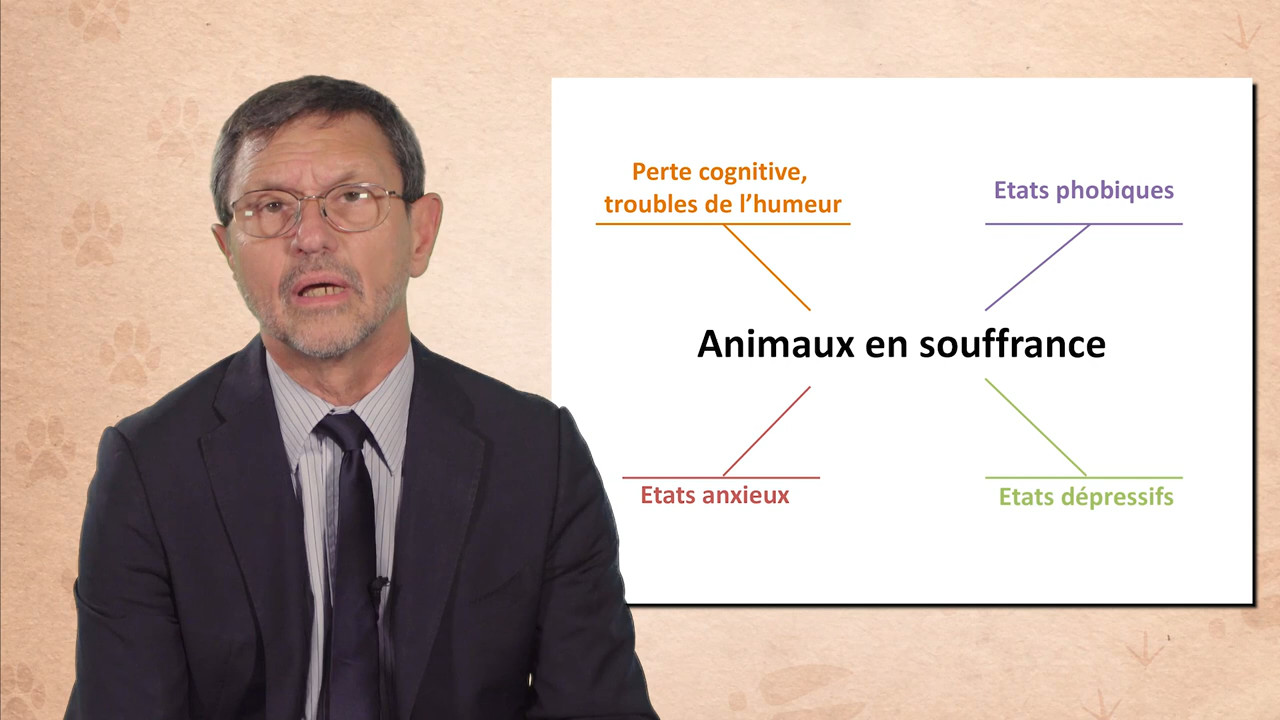 Perte cognitive,
troubles de l’humeur
Etats phobiques
Animaux en souffrance
Etats anxieux
Etats dépressifs